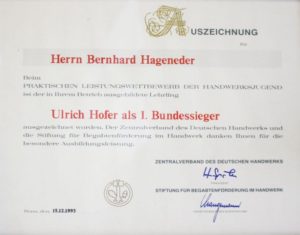 AUSZEICHNUNG
für
Herrn Bernhard Hageneder
Beim
PRAKTISCHEN LEISTUNGSWETTBEWERB DER HANDWERKSJUGEND
ist der in Ihrem Betrieb ausgebildete Lehrling
Ulrich Hofer als 1. Bundessieger
ausgezeichnet worden. Der Zentralverband des Deutschen Handwerks und
die Stiftung für Begabtenförderung im Handwerk danken Ihnen für die
besondere Ausbildungsleistung.
ZENTRALVERBAND DES DEUTSCHEN HANDWERKS
STIFTUNG FÜR BEGABTENFÖRDERUNG IM HANDWERK
Bonn, den 15.12.1993